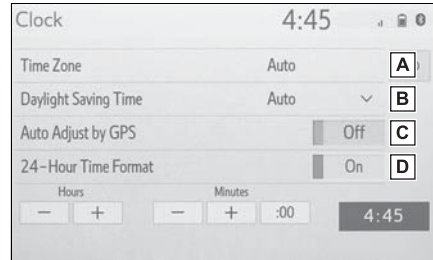 Clock 4:45
Time Zone Auto A
Daylight Saving Time Auto B
Auto Adjust by GPS Off C
24-Hour Time Format On D
Hours Minutes
− + − + :00 4:45